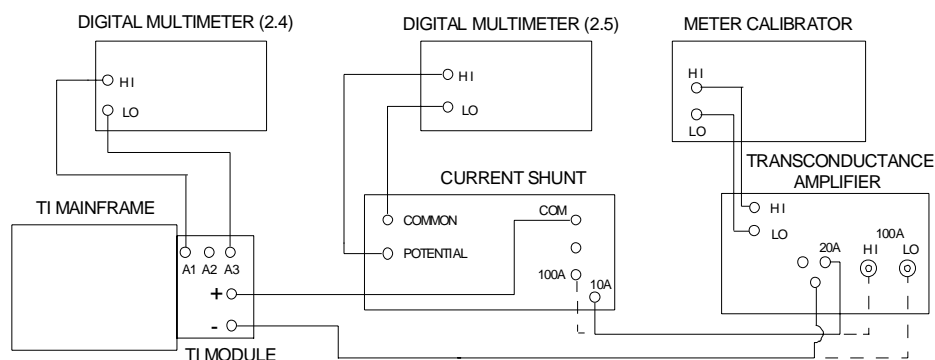 DIGITAL MULTIMETER (2.4)
DIGITAL MULTIMETER (2.5)
METER CALIBRATOR
HI
LO
HI
LO
HI
LO
TRANSCONDUCTANCE
AMPLIFIER
CURRENT SHUNT
TI MAINFRAME
COMMON
POTENTIAL
COM
100A
10A
HI
LO
20A
100A
HI
LO
A1 A2 A3
+
-
TI MODULE